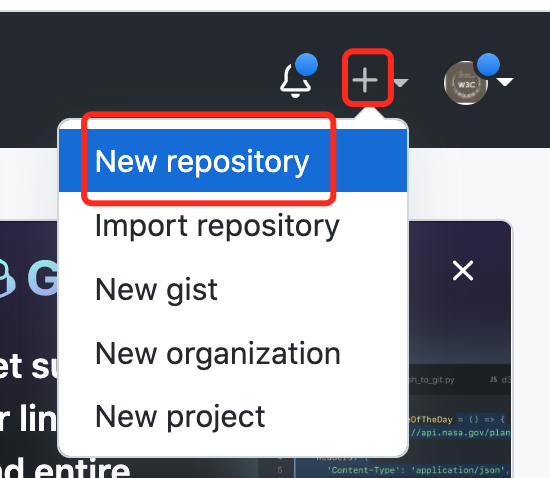 W3C
New repository
Import repository
New gist
New organization
New project
G
et su
r lin
nd entire
sh_to_git.py
JS d3
eOfTheDay = () => {
//api.nasa.gov/plan
5
'Content-Type': 'application/json',